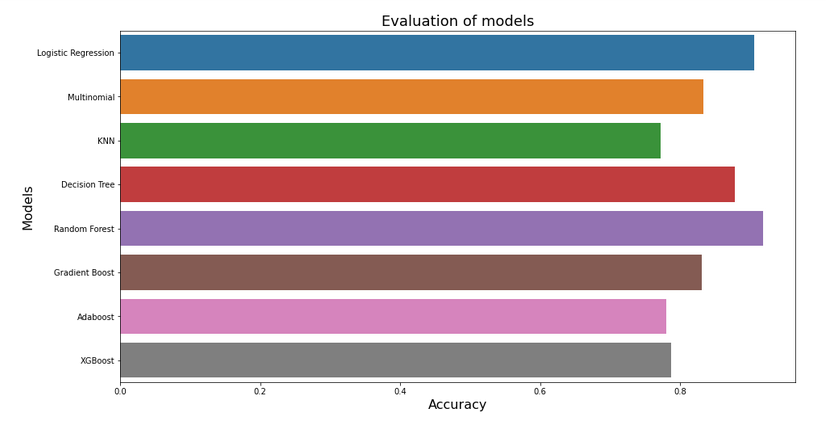 Evaluation of models
Logistic Regression
Multinomial
KNN
Decision Tree
Random Forest
Gradient Boost
Adaboost
XGBoost
Models
0.0 0.2 0.4 0.6 0.8
Accuracy